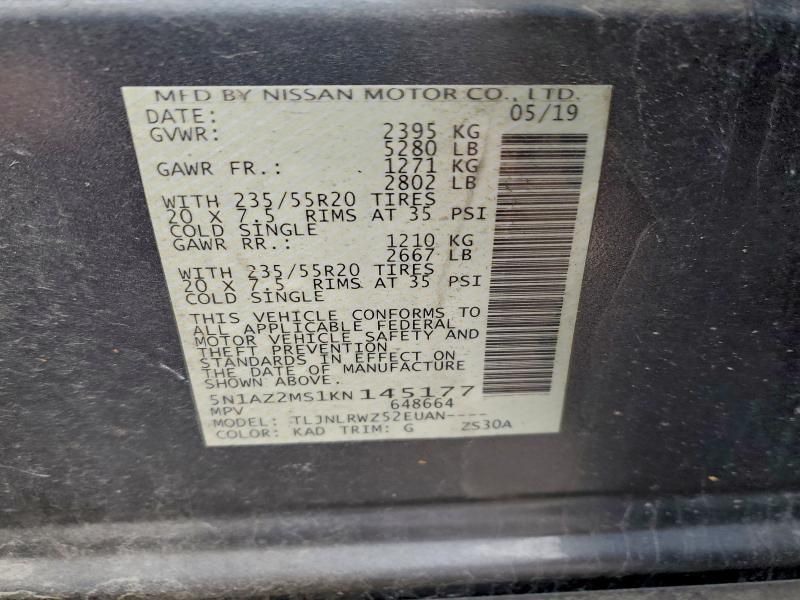 MFD BY NISSAN MOTOR CO., LTD.
DATE: 05/19
GVWR: 2395 KG
5280 LB
GAWR FR.: 1271 KG
2802 LB
WITH 235/55R20 TIRES
20 X 7.5 RIMS AT 35 PSI
COLD SINGLE
GAWR RR.: 1210 KG
2667 LB
WITH 235/55R20 TIRES
20 X 7.5 RIMS AT 35 PSI
COLD SINGLE
THIS VEHICLE CONFORMS TO
ALL APPLICABLE FEDERAL
MOTOR VEHICLE SAFETY AND
THEFT PREVENTION
STANDARDS IN EFFECT ON
THE DATE OF MANUFACTURE
SHOWN ABOVE.
5N1AZ2MS1KN145177
MPV 648664
MODEL: TLJNLRWZ52EUAN----
COLOR: KAD TRIM: G ZS30A